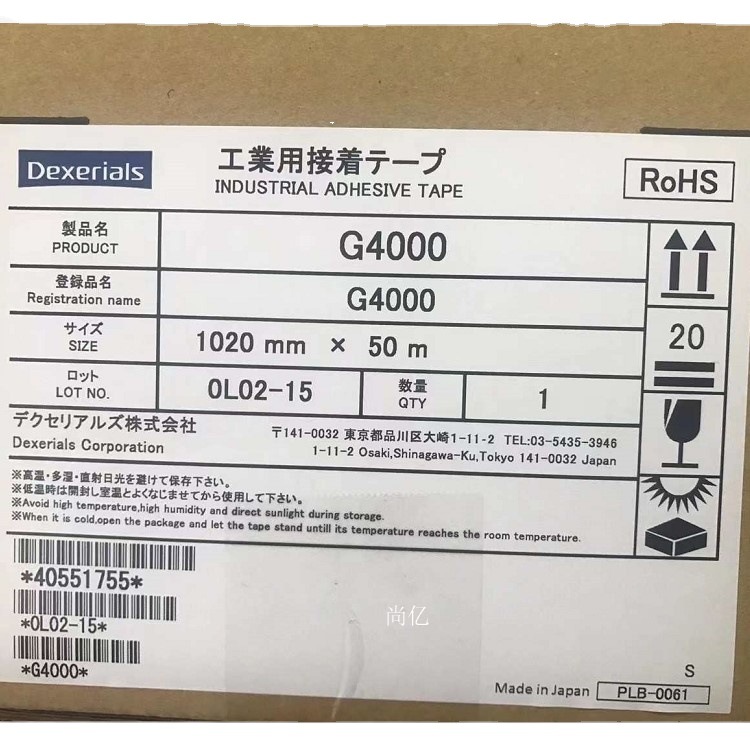 Dexerials
工業用接着テープ
INDUSTRIAL ADHESIVE TAPE
RoHS
製品名
PRODUCT
G4000
登録品名
Registration name
G4000
サイズ
SIZE
1020 mm × 50 m
20
ロット
LOT NO.
0L02-15
数量
QTY
1
デクセリアルズ株式会社
Dexerials Corporation
〒141-0032 東京都品川区大崎1-11-2 TEL:03-5435-3946
1-11-2 Osaki,Shinagawa-Ku,Tokyo 141-0032 Japan
※高温・多湿・直射日光を避けて保存下さい。
※低温時は開封し室温とよくなじませてから使用して下さい。
※Avoid high temperature,high humidity and direct sunlight during storage.
※When it is cold,open the package and let the tape stand untill its temperature reaches the room temperature.
*40551755*
*0L02-15*
*G4000*
尚亿
S
Made in Japan
PLB-0061